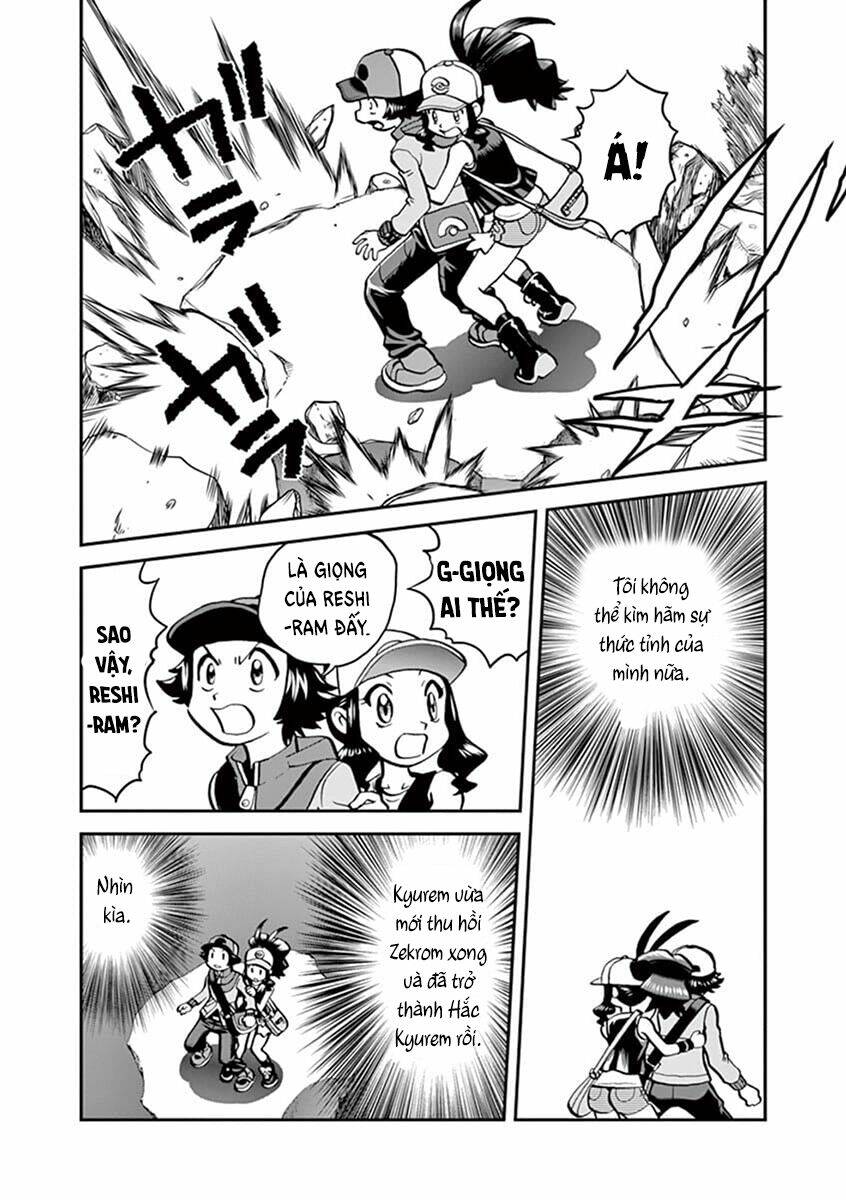 Á!
ガラ
ガラ
Tôi không
thể kìm hãm sự
thức tỉnh của
mình nữa.
G-GIỌNG
AI THẾ?
LÀ GIỌNG
CỦA RESHI
-RAM ĐẤY.
SAO
VẬY,
RESHI
-RAM?
Kyurem vừa
mới thu hồi
Zekrom xong
và đã trở
thành Hắc
Kyurem rồi.
Nhìn
kìa.